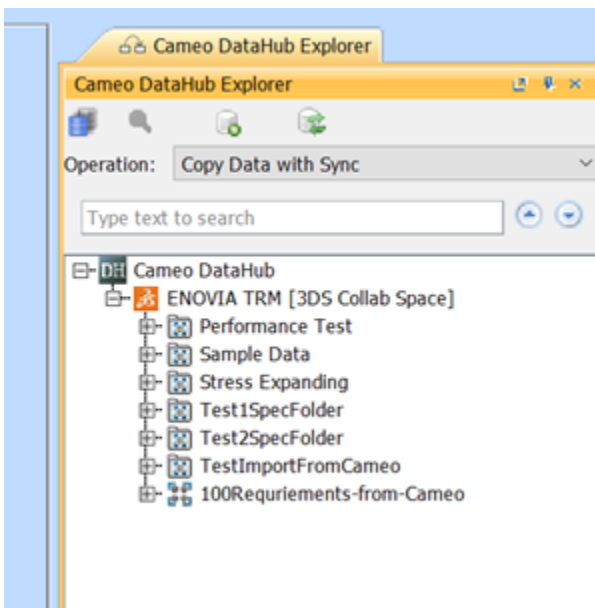 Cameo DataHub Explorer
Cameo DataHub Explorer
Operation: Copy Data with Sync
Type text to search
DH Cameo DataHub
ENOVIA TRM [3DS Collab Space]
Performance Test
Sample Data
Stress Expanding
Test1SpecFolder
Test2SpecFolder
TestImportFromCameo
100Requriements-from-Cameo